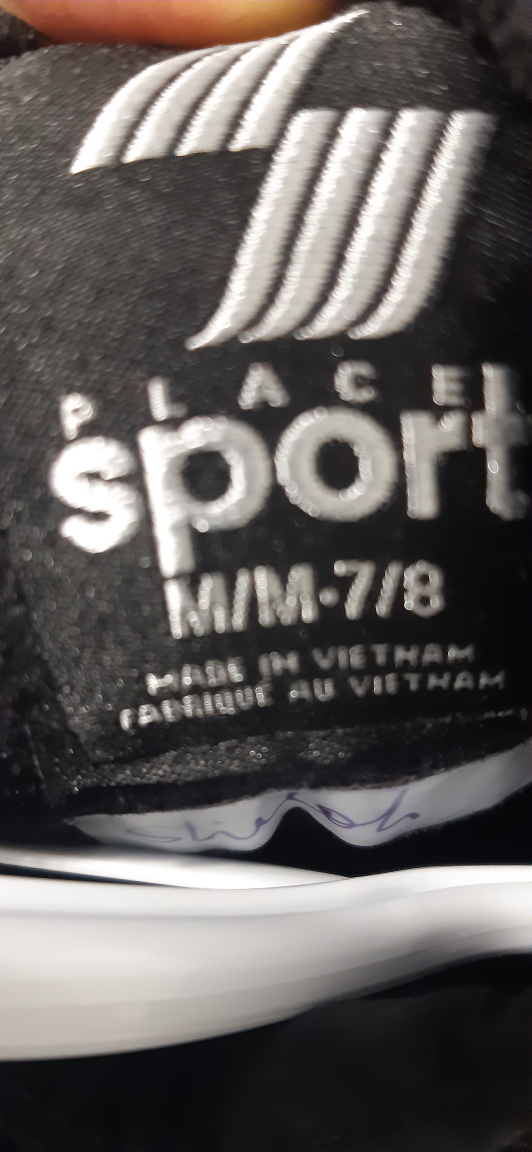 PLACE
sport
M/M·7/8
MADE IN VIETNAM
FABRIQUÉ AU VIETNAM